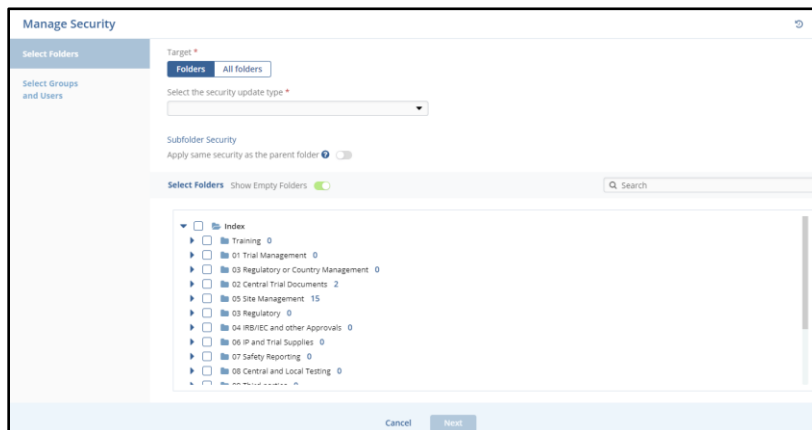 Manage Security
Select Folders
Select Groups
and Users
Target *
Folders All folders
Select the security update type *
Subfolder Security
Apply same security as the parent folder ?
Select Folders Show Empty Folders
Search
Index
Training 0
01 Trial Management 0
03 Regulatory or Country Management 0
02 Central Trial Documents 2
05 Site Management 15
03 Regulatory 0
04 IRB/IEC and other Approvals 0
06 IP and Trial Supplies 0
07 Safety Reporting 0
08 Central and Local Testing 0
09 Third parties 0
Cancel Next